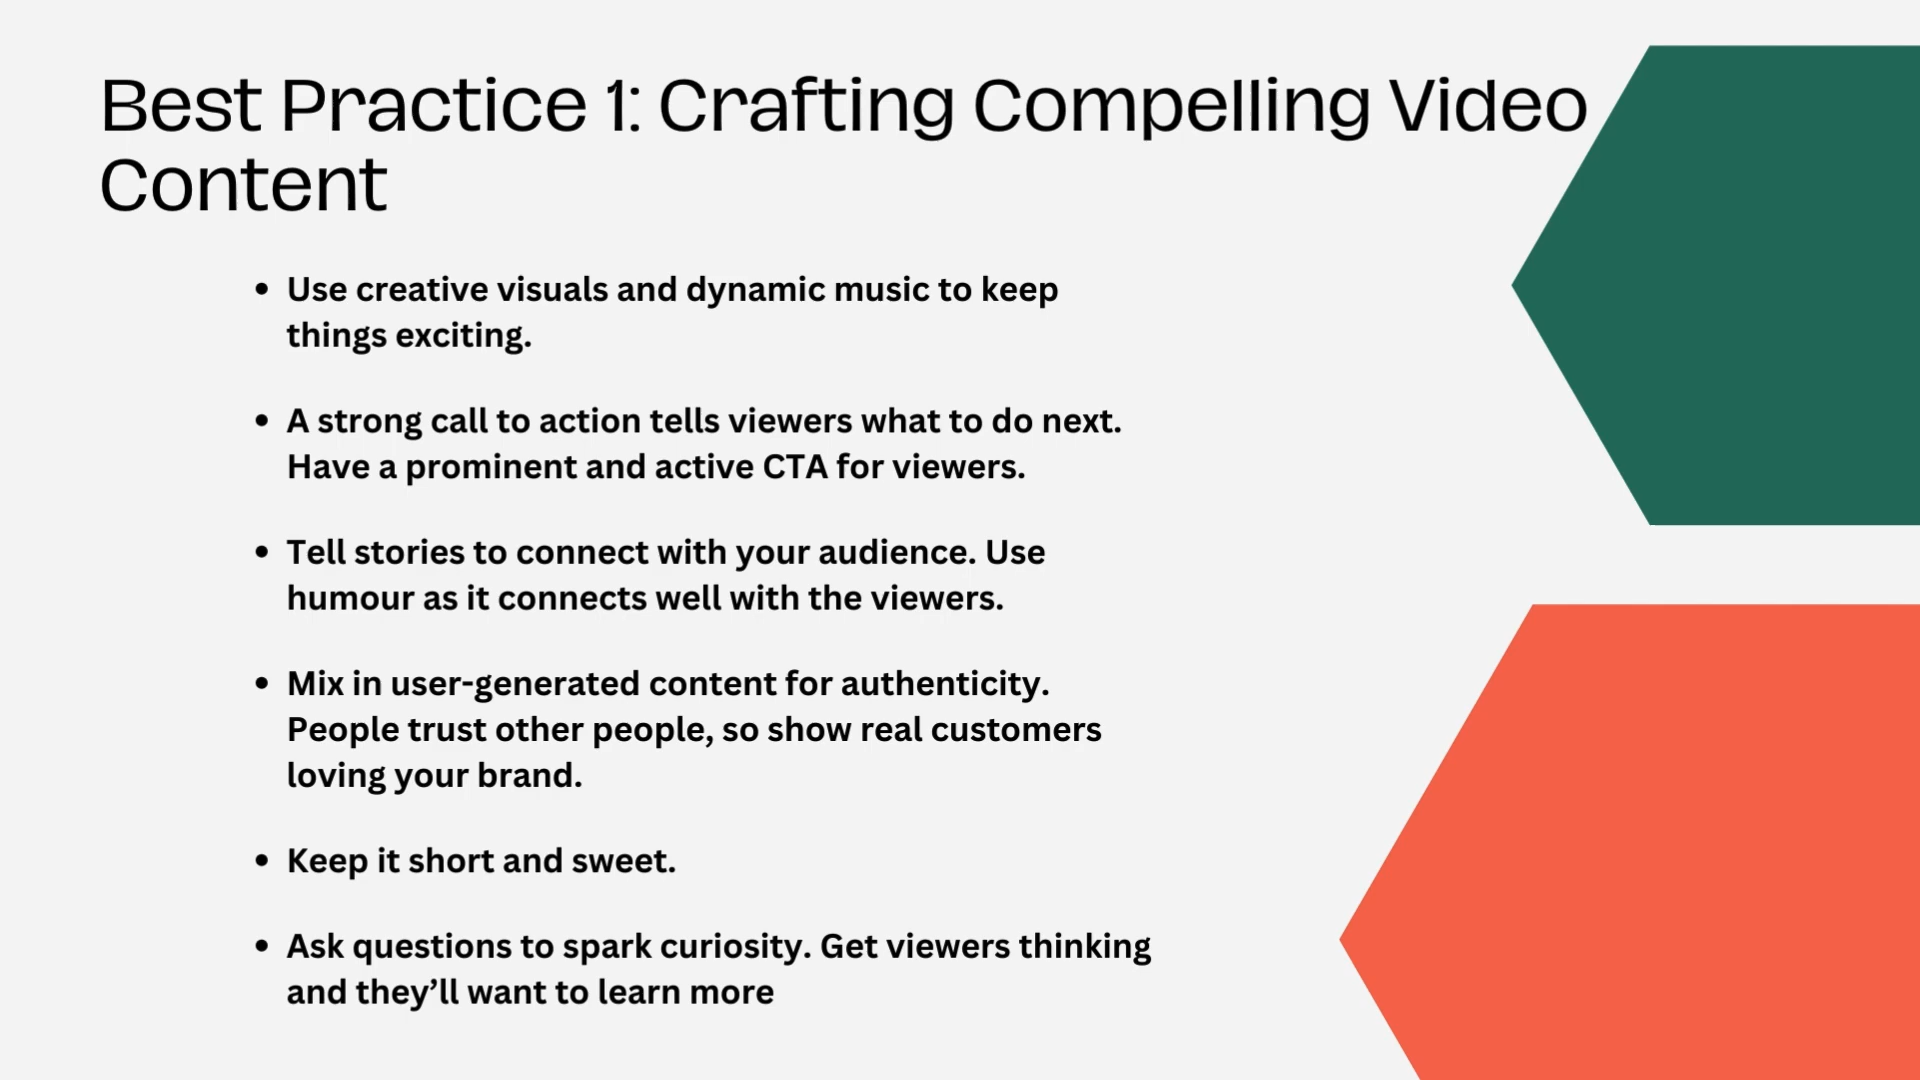 Best Practice 1: Crafting Compelling Video
Content
• Use creative visuals and dynamic music to keep
things exciting.
• A strong call to action tells viewers what to do next.
Have a prominent and active CTA for viewers.
• Tell stories to connect with your audience. Use
humour as it connects well with the viewers.
• Mix in user-generated content for authenticity.
People trust other people, so show real customers
loving your brand.
• Keep it short and sweet.
• Ask questions to spark curiosity. Get viewers thinking
and they’ll want to learn more